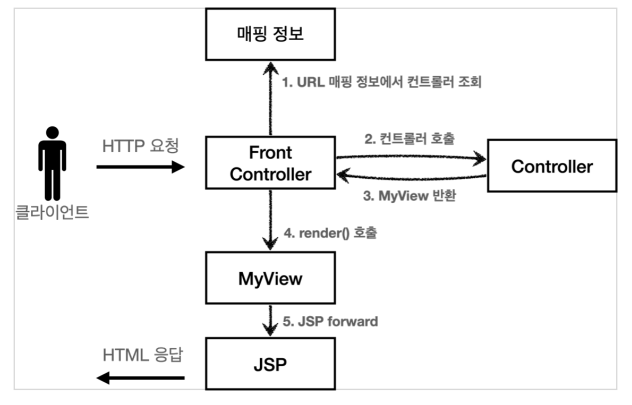 매핑 정보
1. URL 매핑 정보에서 컨트롤러 조회
HTTP 요청
Front
Controller
2. 컨트롤러 호출
3. MyView 반환
Controller
클라이언트
4. render() 호출
MyView
5. JSP forward
HTML 응답
JSP